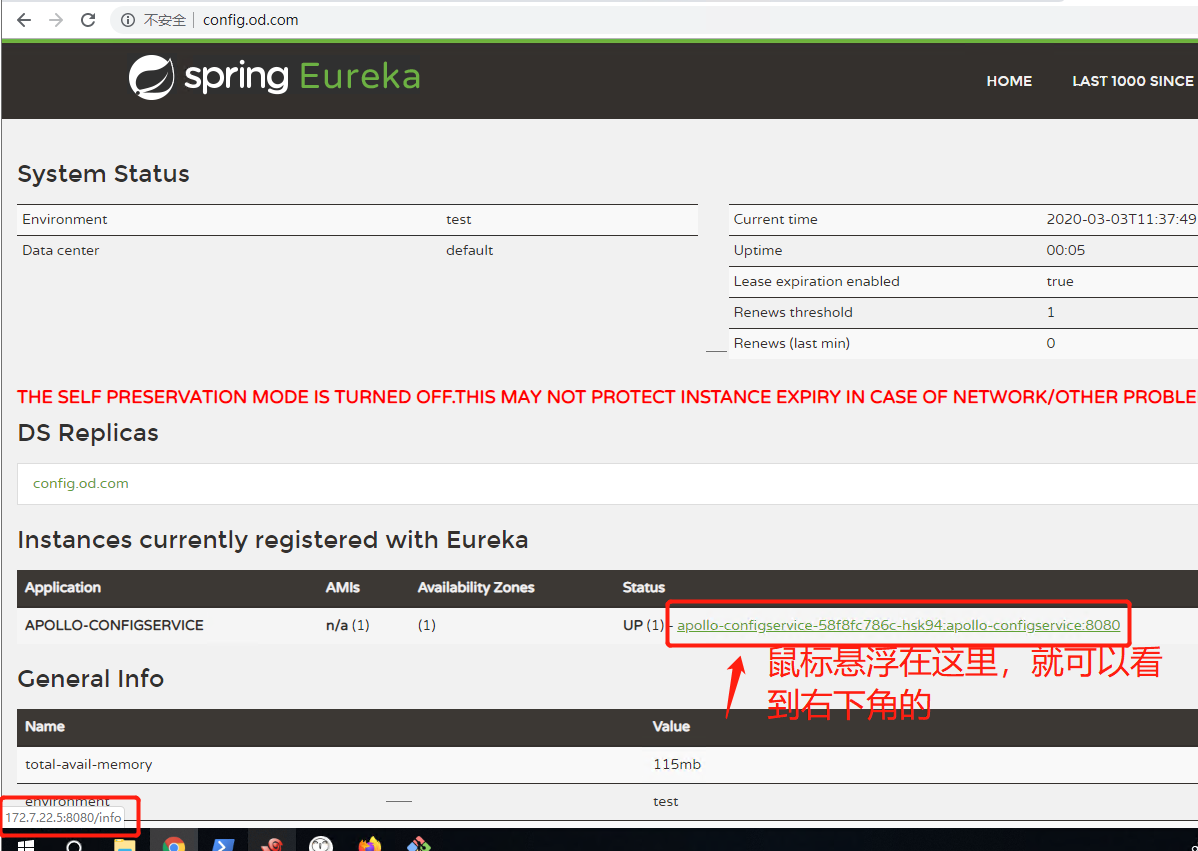 不安全 config.od.com
spring Eureka
HOME LAST 1000 SINCE
System Status
Environment test
Data center default
Current time 2020-03-03T11:37:49
Uptime 00:05
Lease expiration enabled true
Renews threshold 1
Renews (last min) 0
THE SELF PRESERVATION MODE IS TURNED OFF.THIS MAY NOT PROTECT INSTANCE EXPIRY IN CASE OF NETWORK/OTHER PROBLE
DS Replicas
config.od.com
Instances currently registered with Eureka
Application AMIs Availability Zones Status
APOLLO-CONFIGSERVICE n/a (1) (1) UP (1) - apollo-configservice-58f8fc786c-hsk94:apollo-configservice:8080
鼠标悬浮在这里，就可以看
到右下角的
General Info
Name Value
total-avail-memory 115mb
environment test
172.7.22.5:8080/info